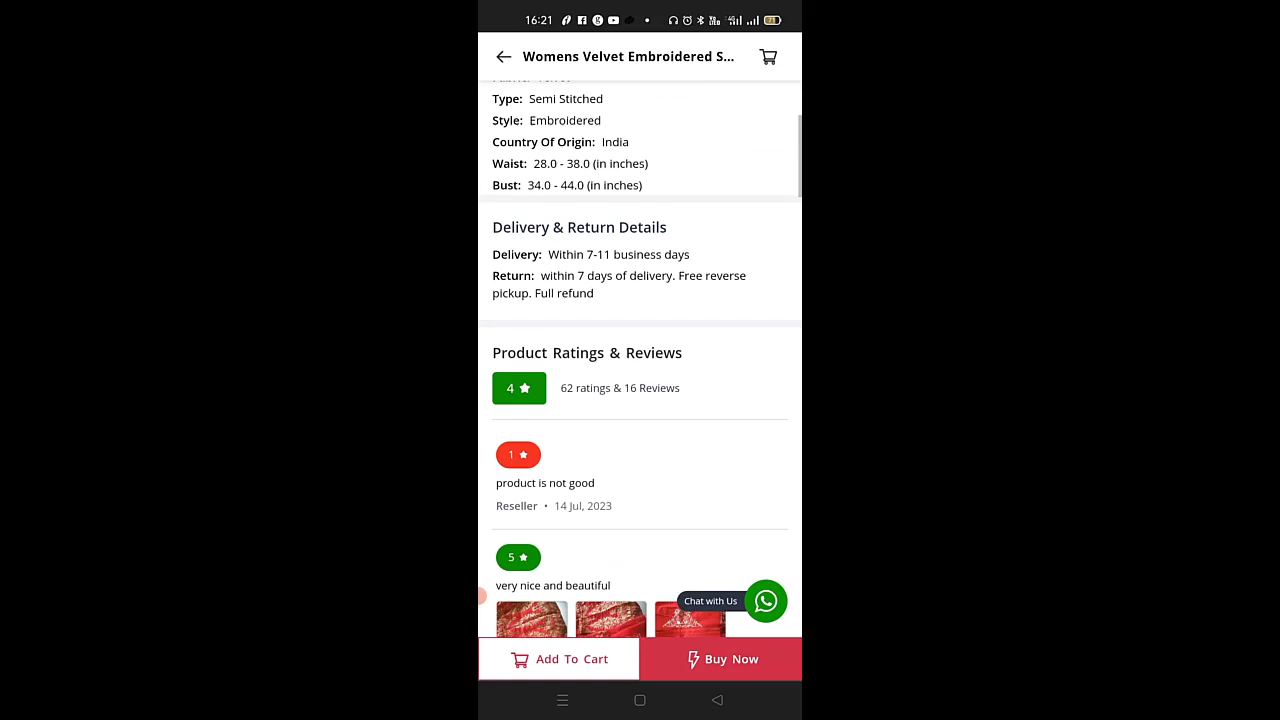 16:21
Womens Velvet Embroidered S...
Type: Semi Stitched
Style: Embroidered
Country Of Origin: India
Waist: 28.0 - 38.0 (in inches)
Bust: 34.0 - 44.0 (in inches)
Delivery & Return Details
Delivery: Within 7-11 business days
Return: within 7 days of delivery. Free reverse
pickup. Full refund
Product Ratings & Reviews
4 ★ 62 ratings & 16 Reviews
1 ★
product is not good
Reseller • 14 Jul, 2023
5 ★
very nice and beautiful
Chat with Us
Add To Cart
Buy Now